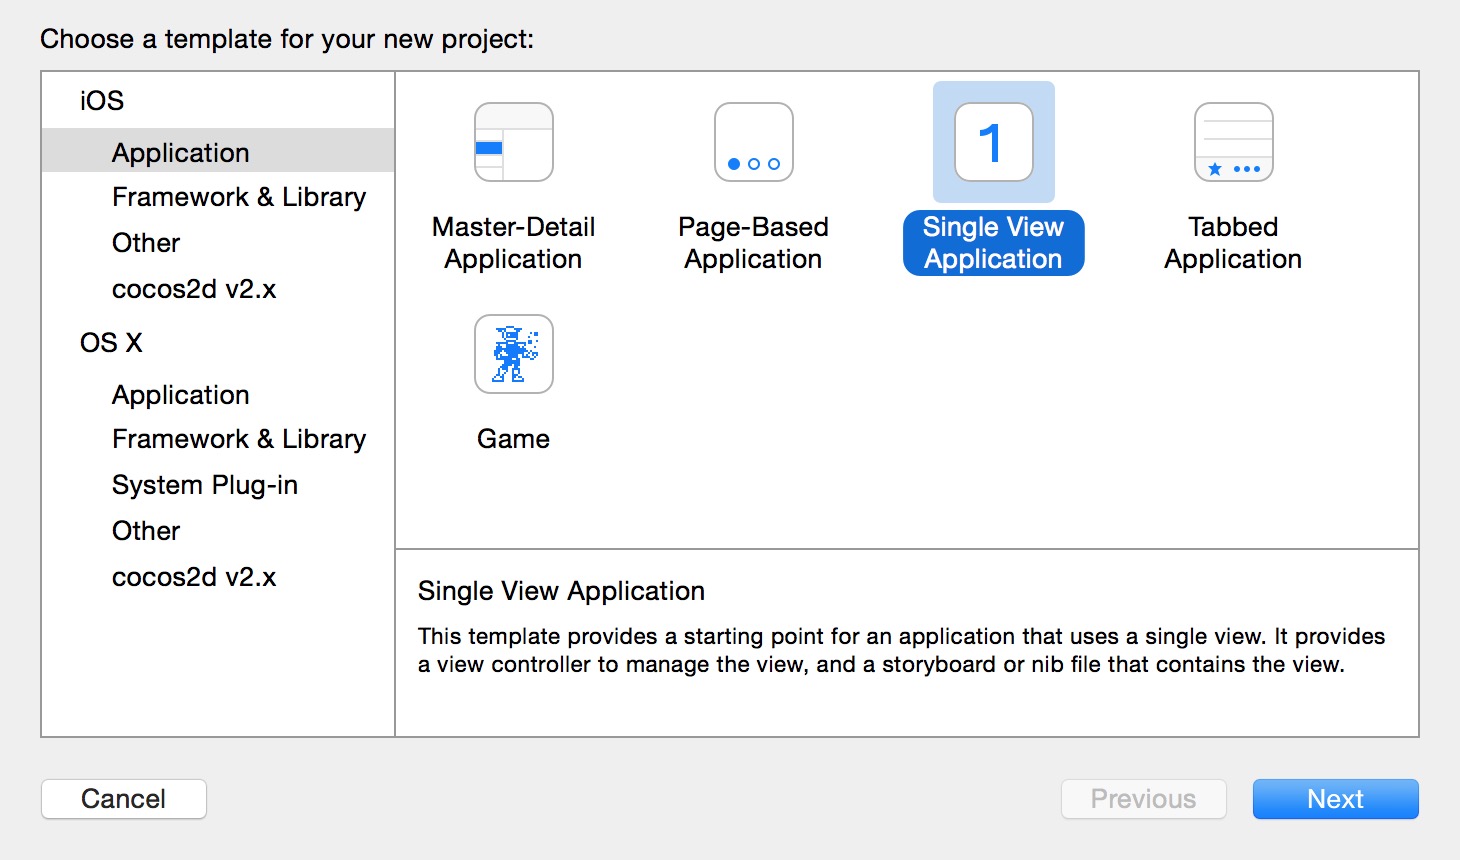 Choose a template for your new project:
iOS
Application
Framework & Library
Other
cocos2d v2.x
OS X
Application
Framework & Library
System Plug-in
Other
cocos2d v2.x
Master-Detail
Application
Page-Based
Application
1
Single View
Application
Tabbed
Application
Game
Single View Application
This template provides a starting point for an application that uses a single view. It provides
a view controller to manage the view, and a storyboard or nib file that contains the view.
Cancel
Previous
Next